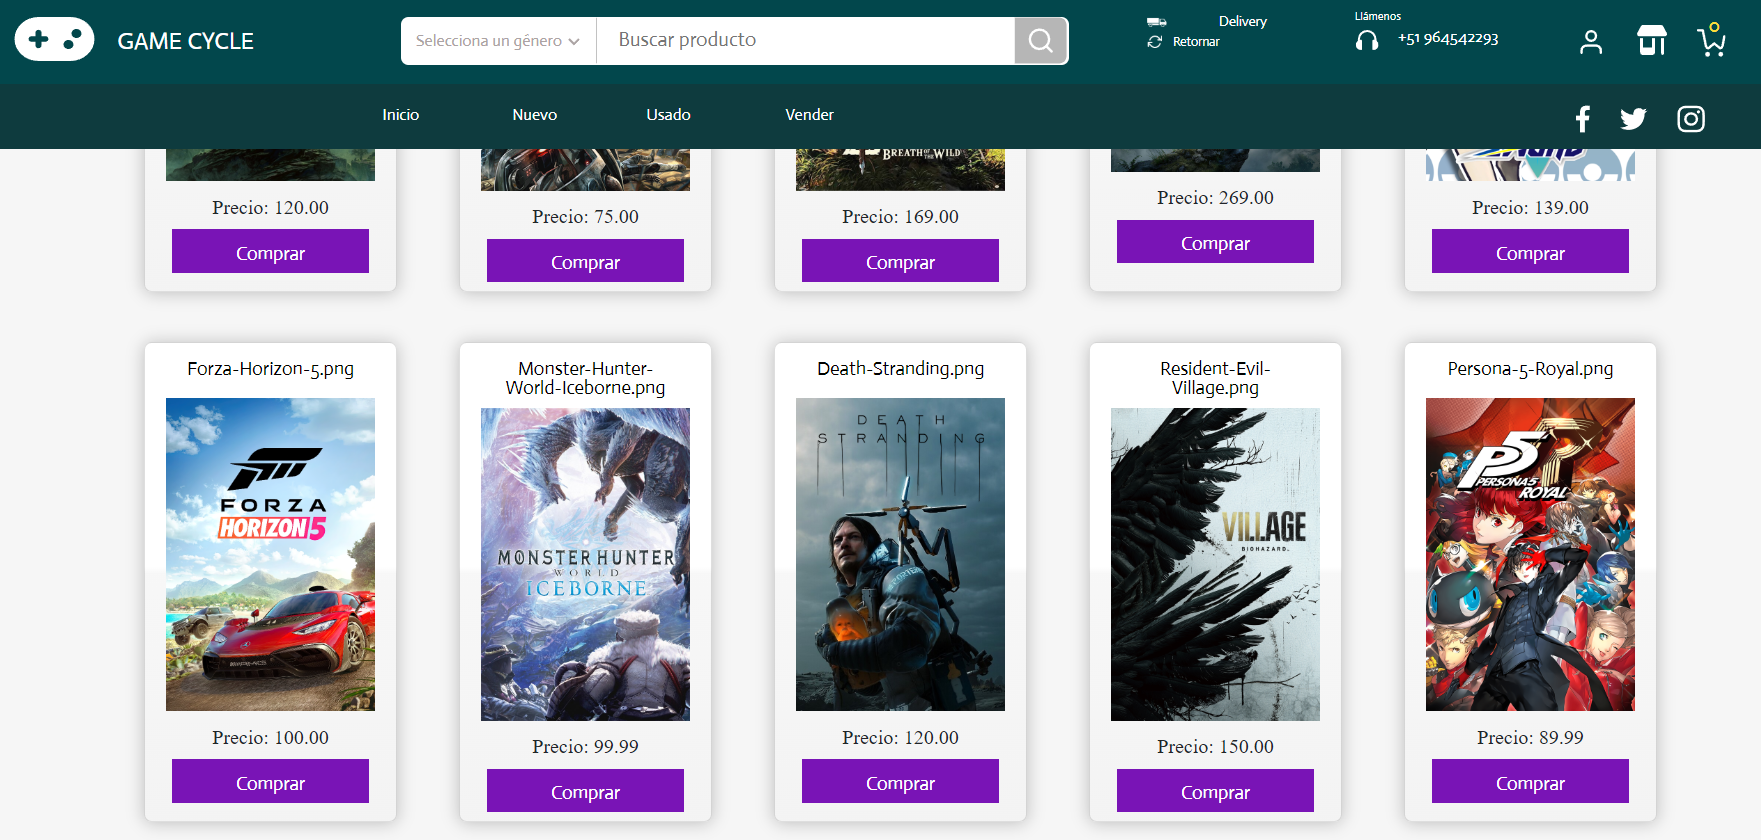 GAME CYCLE
Selecciona un género
Buscar producto
Delivery
Retornar
Llámenos
+51 964542293
0
Inicio
Nuevo
Usado
Vender
BREATH OF THE WILD
Precio: 120.00
Precio: 75.00
Precio: 169.00
Precio: 269.00
Precio: 139.00
Comprar
Comprar
Comprar
Comprar
Comprar
Forza-Horizon-5.png
Monster-Hunter-
World-Iceborne.png
Death-Stranding.png
Resident-Evil-
Village.png
Persona-5-Royal.png
FORZA
HORIZON 5
MONSTER HUNTER
WORLD
ICEBORNE
DEATH
STRANDING
VILLAGE
BIOHAZARD
P5R
PERSONA5
ROYAL
Precio: 100.00
Precio: 99.99
Precio: 120.00
Precio: 150.00
Precio: 89.99
Comprar
Comprar
Comprar
Comprar
Comprar